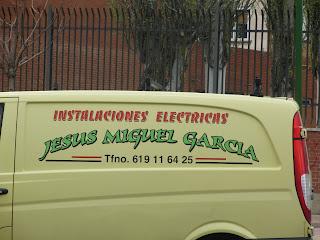 INSTALACIONES ELECTRICAS
JESUS MIGUEL GARCIA
Tfno. 619 11 64 25